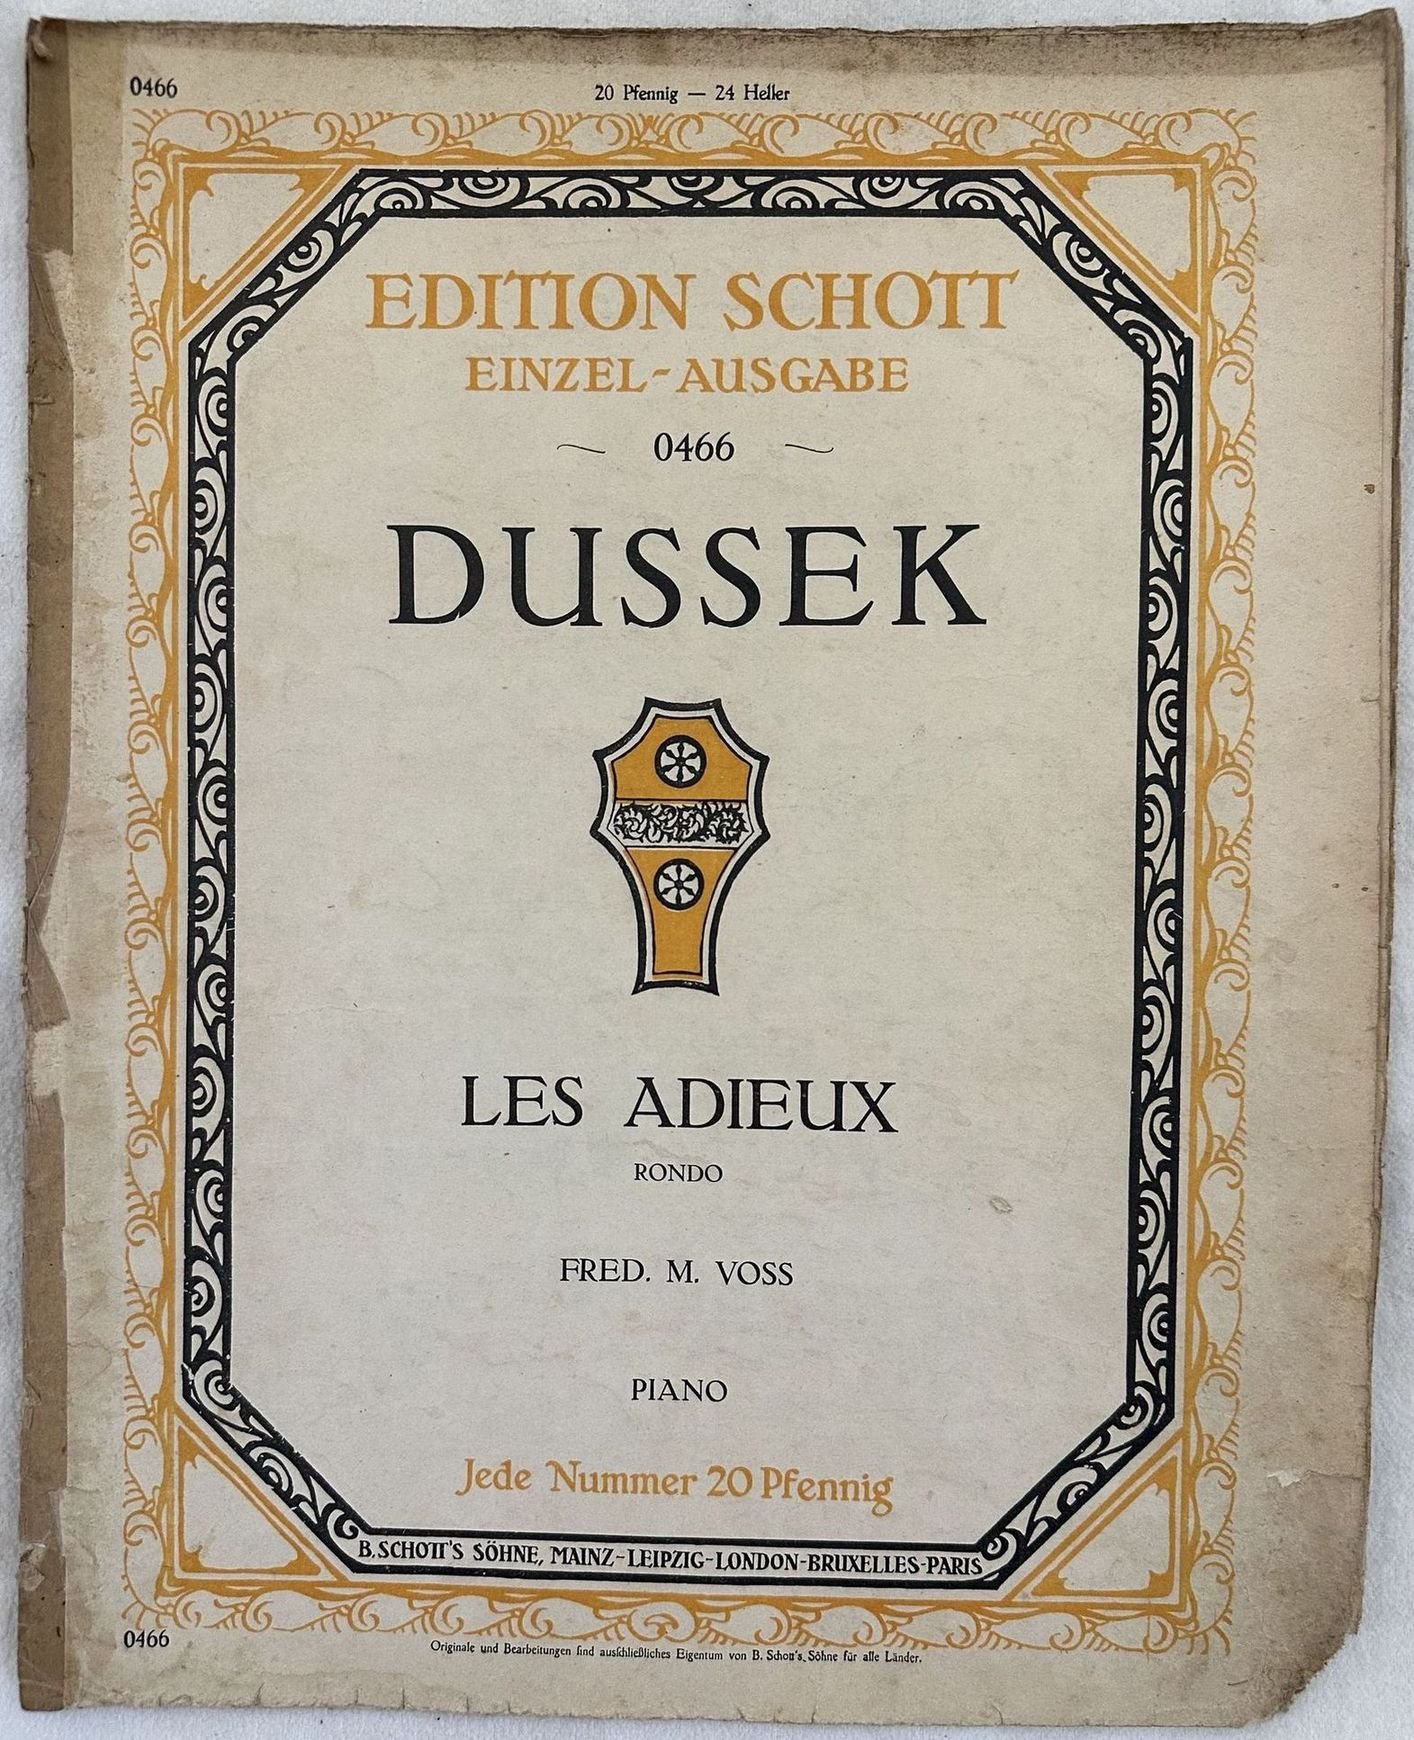 0466
20 Pfennig — 24 Heller
EDITION SCHOTT
EINZEL-AUSGABE
~ 0466 ~
DUSSEK
LES ADIEUX
RONDO
FRED. M. VOSS
PIANO
Jede Nummer 20 Pfennig
B. SCHOTT'S SÖHNE, MAINZ-LEIPZIG-LONDON-BRUXELLES-PARIS
0466
Originale und Bearbeitungen sind ausschließliches Eigentum von B. Schott's Söhne für alle Länder.